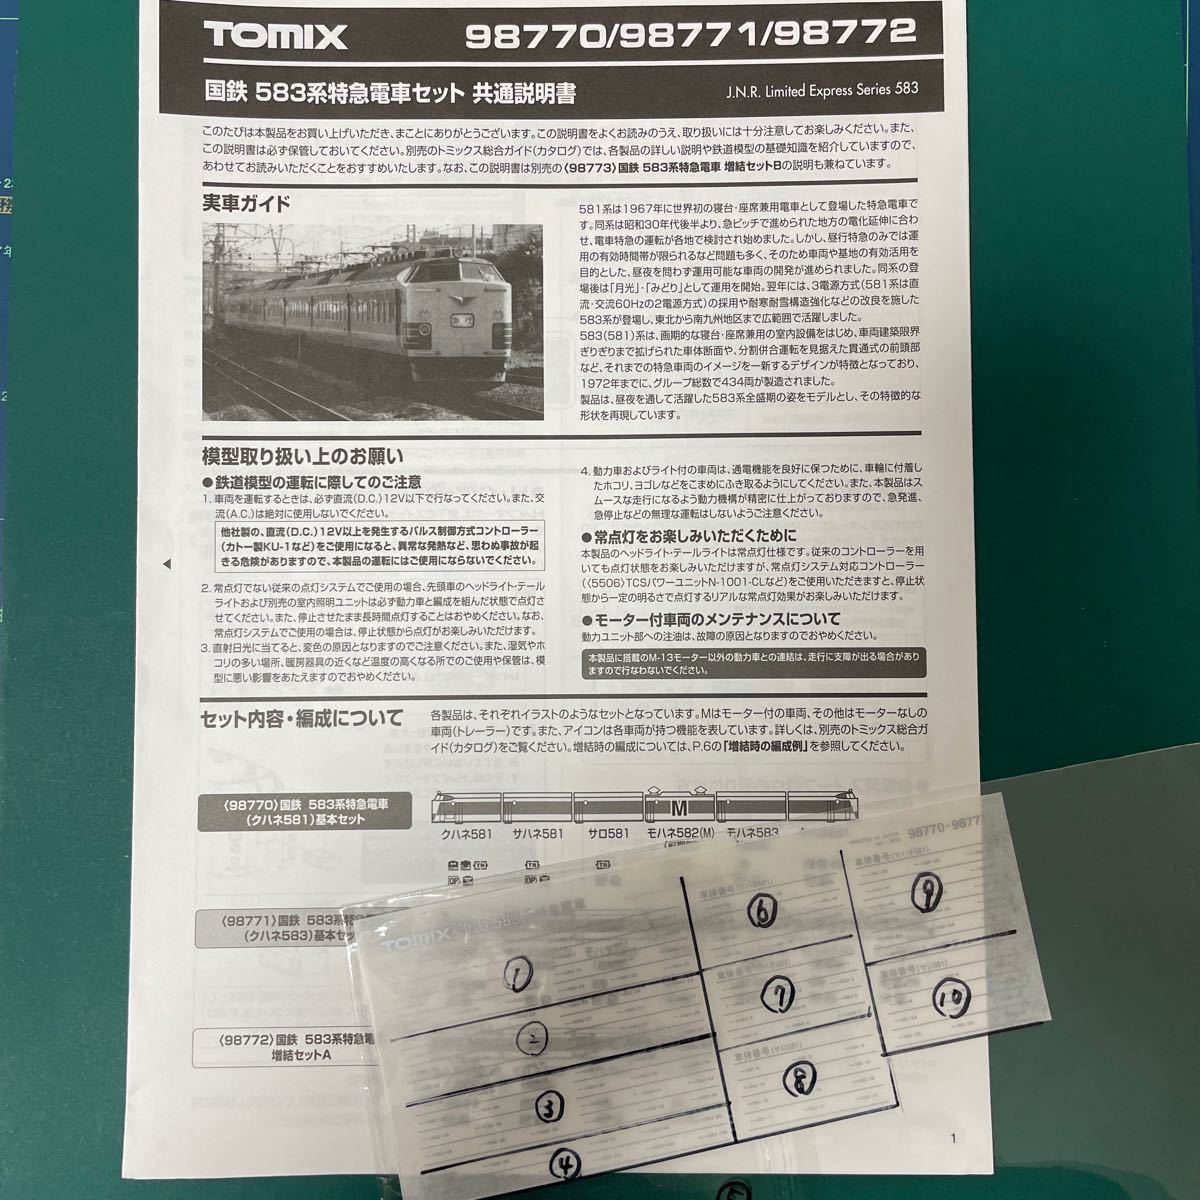 TOMIX 98770/98771/98772
国鉄 583系特急電車セット 共通説明書
J.N.R. Limited Express Series 583
このたびは本製品をお買い上げいただき、まことにありがとうございます。この説明書をよくお読みのうえ、取り扱いには十分注意してお楽しみください。また、
この説明書は必ず保管しておいてください。別売のトミックス総合ガイド(カタログ)では、各製品の詳しい説明や鉄道模型の基礎知識を紹介していますので、
あわせてお読みいただくことをおすすめいたします。なお、この説明書は別売の〈98773〉国鉄 583系特急電車 増結セットBの説明も兼ねています。
実車ガイド
581系は1967年に世界初の寝台・座席兼用電車として登場した特急電車で
す。同系は昭和30年代後半より、急ピッチで進められた地方の電化延伸に合わ
せ、電車特急の運転が各地で検討され始めました。しかし、昼行特急のみでは運
用の有効時間帯が限られるなど問題も多く、そのため車両や基地の有効活用を
目的とした、昼夜を問わず運用可能な車両の開発が進められました。同系の登
場後は「月光」・「みどり」として運用を開始。翌年には、3電源方式(581系は直
流・交流60Hzの2電源方式)の採用や耐寒耐雪構造強化などの改良を施した
583系が登場し、東北から南九州地区まで広範囲で活躍しました。
583(581)系は、画期的な寝台・座席兼用の室内設備をはじめ、車両建築限界
ぎりぎりまで拡げられた車体断面や、分割併合運転を見据えた貫通式の前頭部
など、それまでの特急車両のイメージを一新するデザインが特徴となっており、
1972年までに、グループ総数で434両が製造されました。
製品は、昼夜を通して活躍した583系全盛期の姿をモデルとし、その特徴的な
形状を再現しています。
模型取り扱い上のお願い
●鉄道模型の運転に際してのご注意
1. 車両を運転するときは、必ず直流(D.C.)12V以下で行なってください。また、交
流(A.C.)は絶対に使用しないでください。
他社製の、直流(D.C.)12V以上を発生するパルス制御方式コントローラー
(カトー製KU-1など)をご使用になると、異常な発熱など、思わぬ事故が起
きる危険がありますので、本製品の運転にはご使用にならないでください。
2. 常点灯でない従来の点灯システムでご使用の場合、先頭車のヘッドライト・テール
ライトおよび別売の室内照明ユニットは必ず動力車と編成を組んだ状態で点灯さ
せてください。また、停止させたまま長時間点灯することはおやめください。なお、
常点灯システムでご使用の場合は、停止状態から点灯がお楽しみいただけます。
3. 直射日光に当てると、変色の原因となりますのでご注意ください。また、湿気やホ
コリの多い場所、暖房器具の近くなど温度の高くなる所でのご使用や保管は、模
型に悪い影響をあたえますのでおやめください。
4. 動力車およびライト付の車両は、通電機能を良好に保つために、車輪に付着し
たホコリ、ヨゴレなどをこまめにふき取るようにしてください。また、本製品はス
ムースな走行になるよう動力機構が精密に仕上がっておりますので、急発進、
急停止などの無理な運転はしないようご注意ください。
●常点灯をお楽しみいただくために
本製品のヘッドライト・テールライトは常点灯仕様です。従来のコントローラーを用
いても点灯状態をお楽しみいただけますが、常点灯システム対応コントローラー
(〈5506〉TCSパワーユニットN-1001-CLなど)をご使用いただきますと、停止状
態から一定の明るさで点灯するリアルな常点灯効果がお楽しみいただけます。
●モーター付車両のメンテナンスについて
動力ユニット部への注油は、故障の原因となりますのでおやめください。
本製品に搭載のM-13モーター以外の動力車との連結は、走行に支障が出る場合があり
ますので行なわないでください。
セット内容・編成について
各製品は、それぞれイラストのようなセットとなっています。Mはモーター付の車両、その他はモーターなしの
車両(トレーラー)です。また、アイコンは各車両が持つ機能を表しています。詳しくは、別売のトミックス総合ガ
イド(カタログ)をご覧ください。増結時の編成については、P.6の「増結時の編成例」を参照してください。
〈98770〉国鉄 583系特急電車
(クハネ581)基本セット
M
クハネ581 サハネ581 サロ581 モハネ582(M) モハネ583
〈98771〉国鉄 583系特急
(クハネ583)基本セッ
〈98772〉国鉄 583系特急電
増結セットA
TOMIX 国鉄 583
98770・9877
① ② ③ ④ ⑤
⑥ ⑦ ⑧
⑨ ⑩
車体番号(サロ581)
1